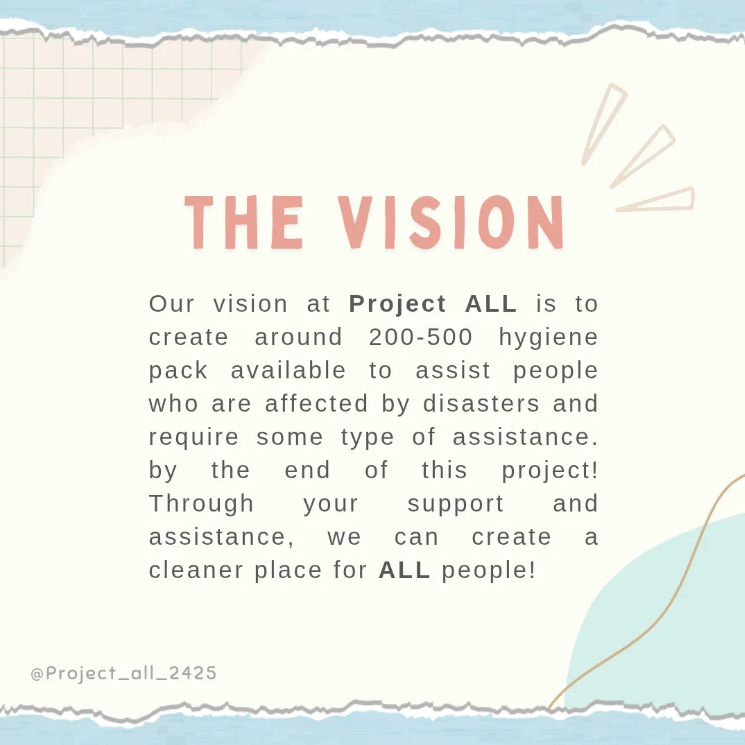 THE VISION
Our vision at Project ALL is to
create around 200-500 hygiene
pack available to assist people
who are affected by disasters and
require some type of assistance.
by the end of this project!
Through your support and
assistance, we can create a
cleaner place for ALL people!
@Project_all_2425